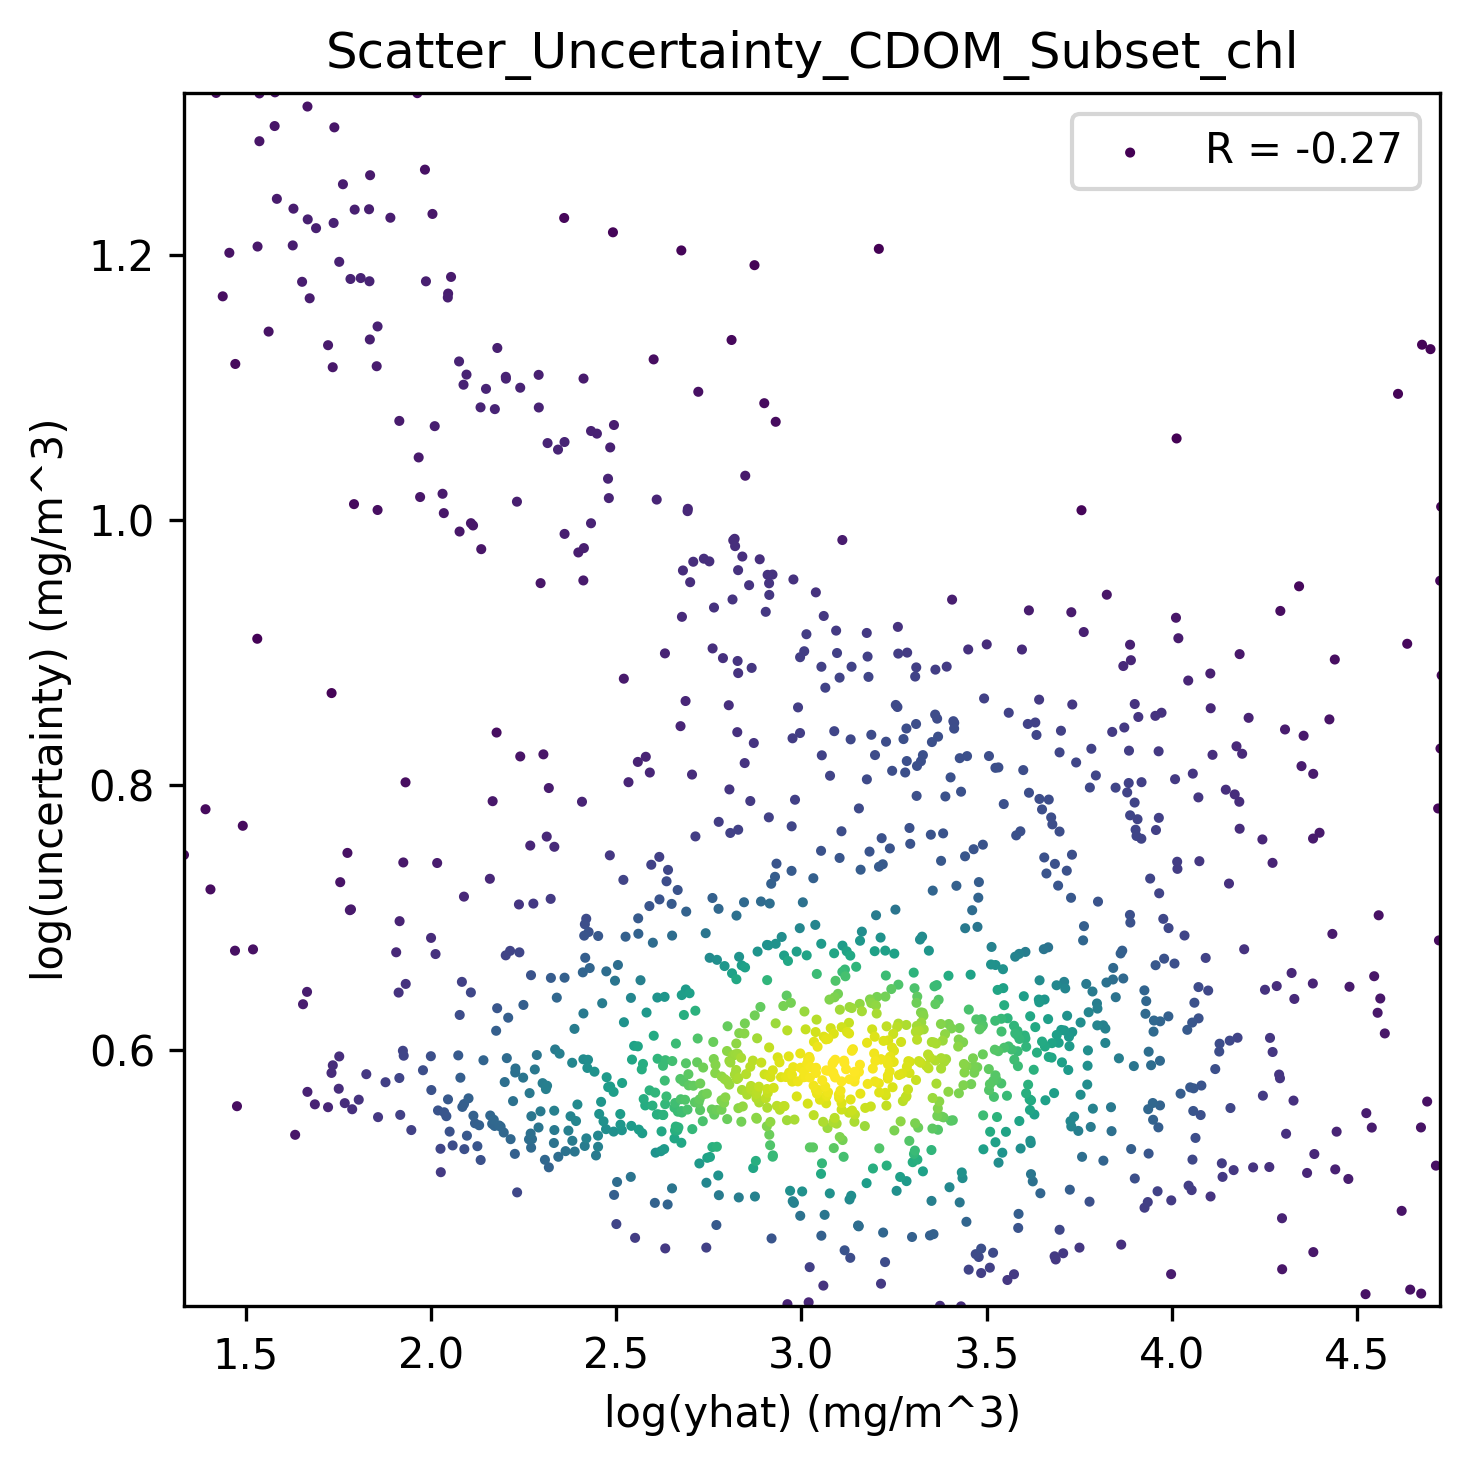 Scatter_Uncertainty_CDOM_Subset_chl
R = -0.27
log(uncertainty) (mg/m^3)
1.2
1.0
0.8
0.6
1.5 2.0 2.5 3.0 3.5 4.0 4.5
log(yhat) (mg/m^3)